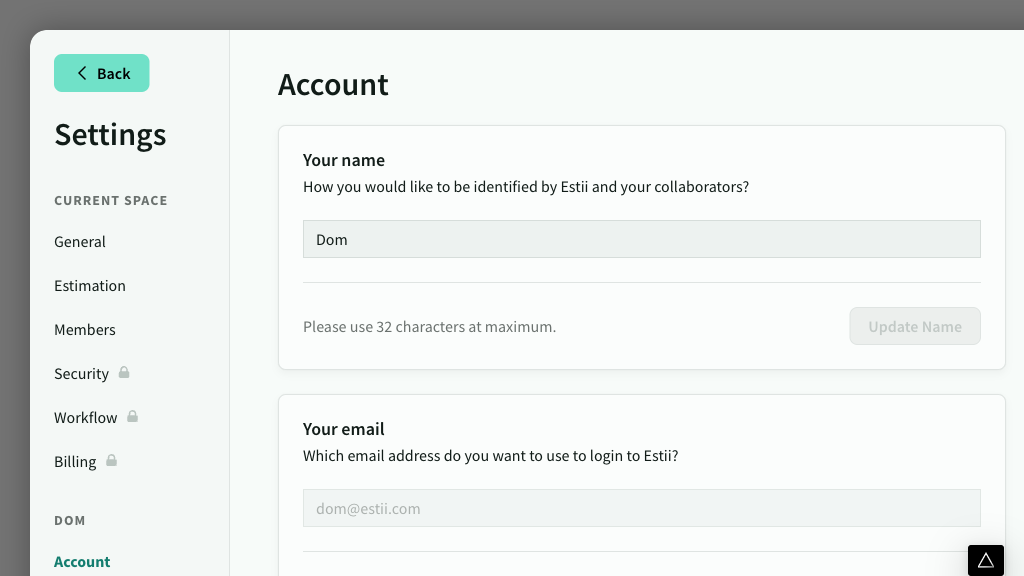 Back
Settings
CURRENT SPACE
General
Estimation
Members
Security
Workflow
Billing
DOM
Account
Account
Your name
How you would like to be identified by Estii and your collaborators?
Dom
Please use 32 characters at maximum.
Update Name
Your email
Which email address do you want to use to login to Estii?
dom@estii.com